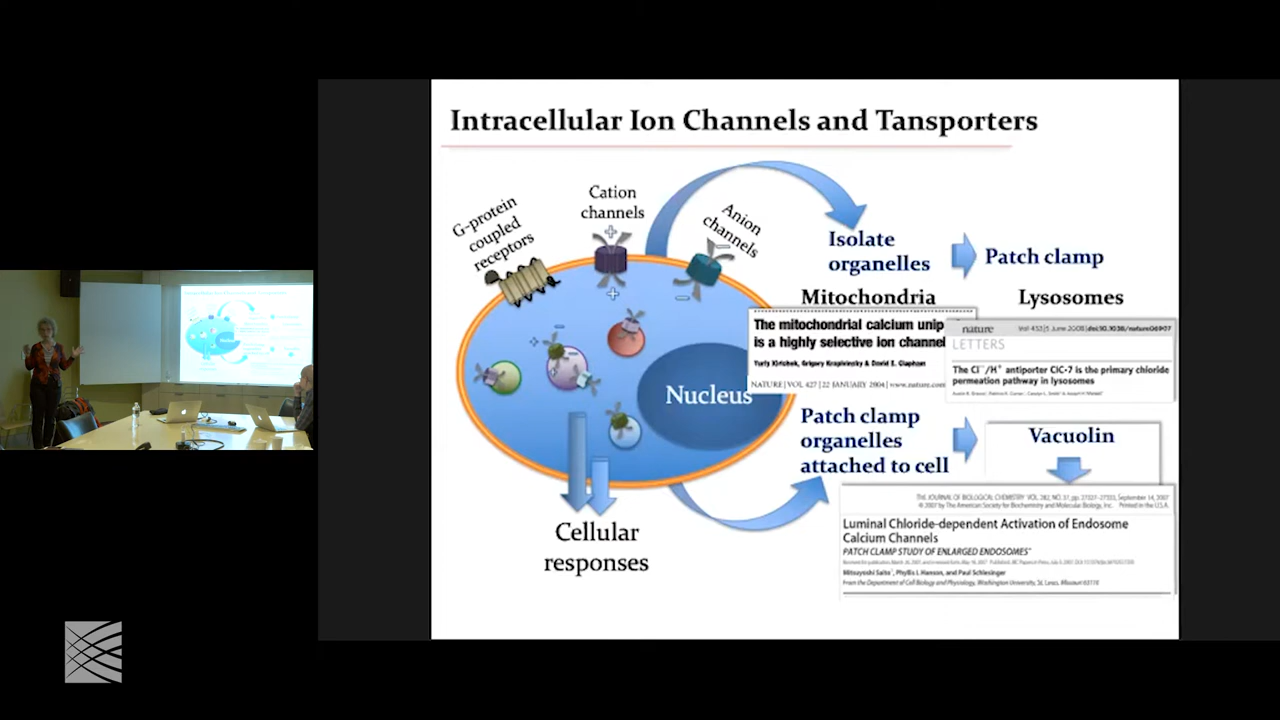 Intracellular Ion Channels and Tansporters
G-protein
coupled
receptors
Cation
channels
Anion
channels
Isolate
organelles
Patch clamp
Mitochondria
Lysosomes
The mitochondrial calcium unip
is a highly selective ion channel
Yuriy Kirichok, Grigory Krapivinsky & David E. Clapham
NATURE | VOL 427 | 22 JANUARY 2004 | www.nature.com
nature
Vol 453|5 June 2008|doi:10.1038/nature06907
LETTERS
The Cl⁻/H⁺ antiporter ClC-7 is the primary chloride
permeation pathway in lysosomes
Nucleus
Patch clamp
organelles
attached to cell
Vacuolin
THE JOURNAL OF BIOLOGICAL CHEMISTRY VOL. 282, NO. 37, pp. 27327–27333, September 14, 2007
© 2007 by The American Society for Biochemistry and Molecular Biology, Inc. Printed in the U.S.A.
Luminal Chloride-dependent Activation of Endosome
Calcium Channels
PATCH CLAMP STUDY OF ENLARGED ENDOSOMES*
Mitsuyoshi Saito, Phyllis I. Hanson, and Paul Schlesinger
From the Department of Cell Biology and Physiology, Washington University, St. Louis, Missouri 63110
Cellular
responses